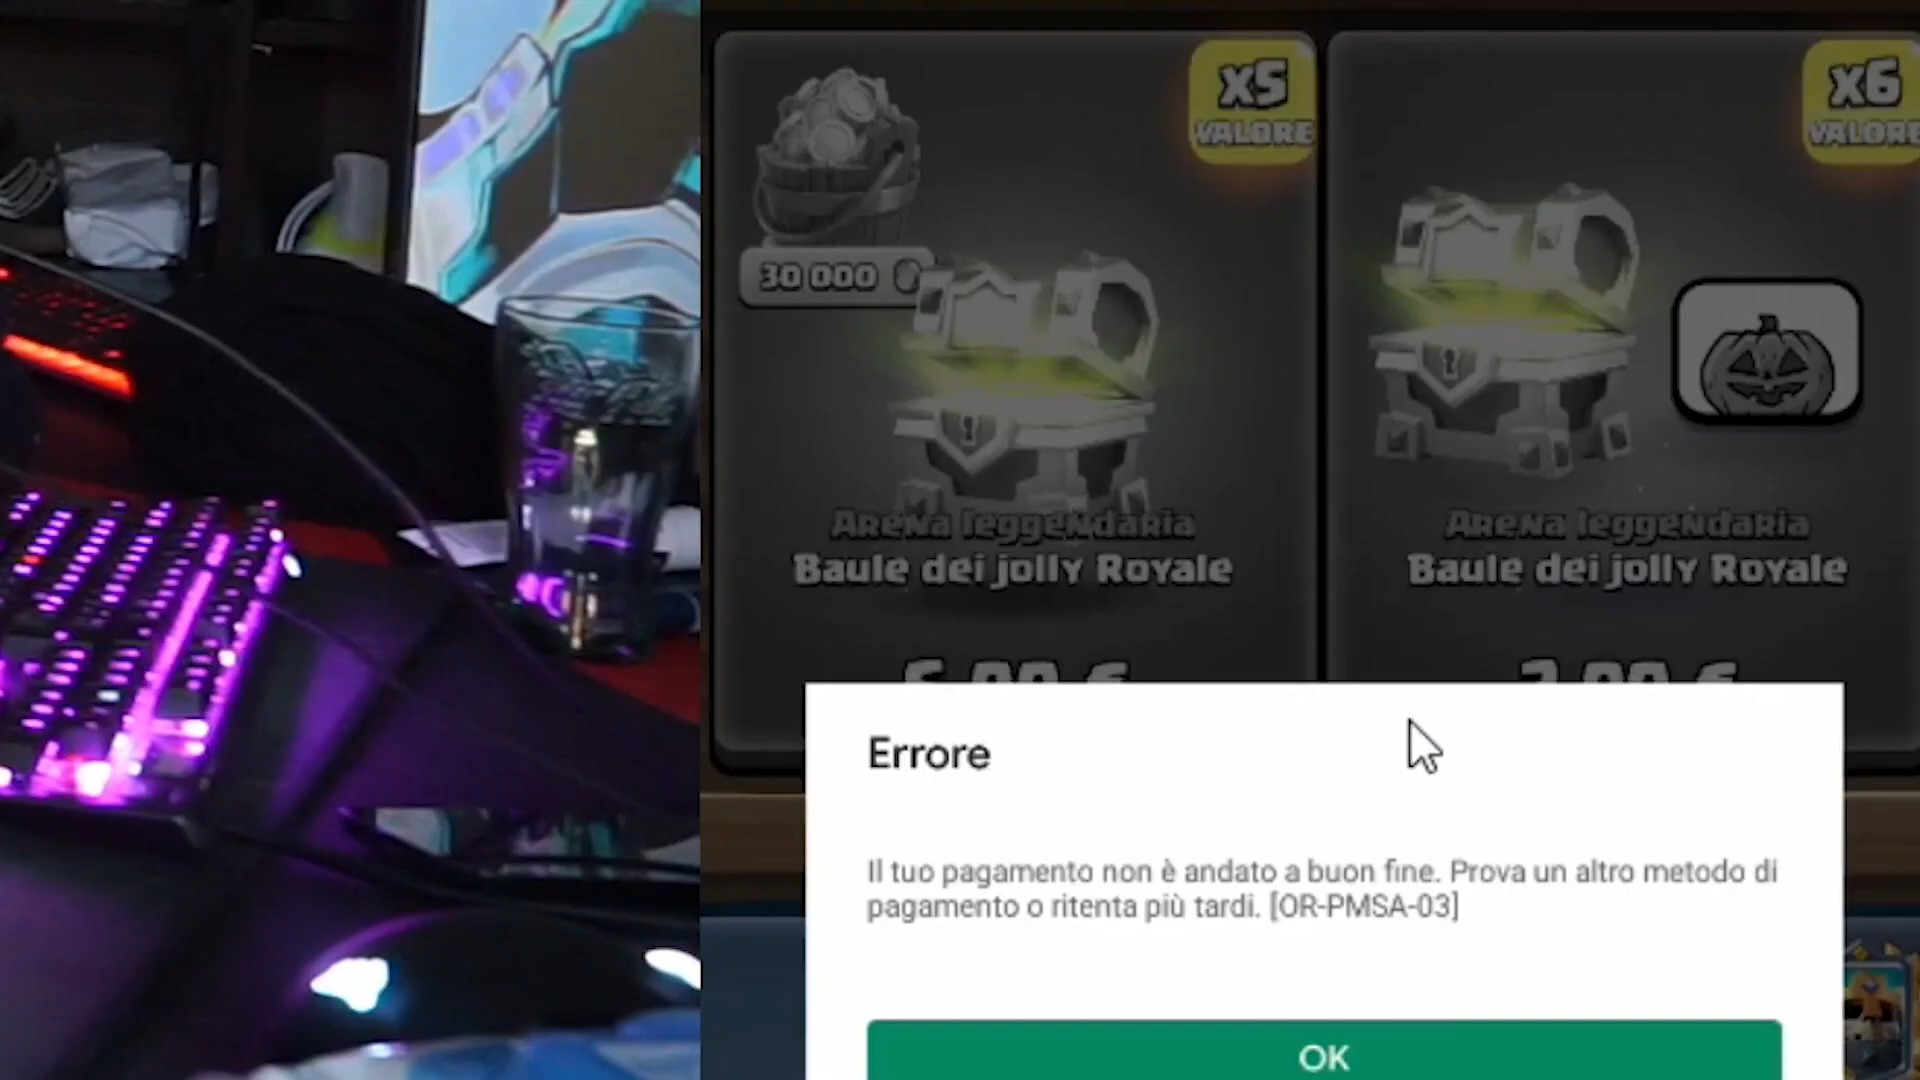 x5
VALORE
30 000
Arena leggendaria
Baule dei jolly Royale
x6
VALORE
Arena leggendaria
Baule dei jolly Royale
Errore
Il tuo pagamento non è andato a buon fine. Prova un altro metodo di
pagamento o ritenta più tardi. [OR-PMSA-03]
OK